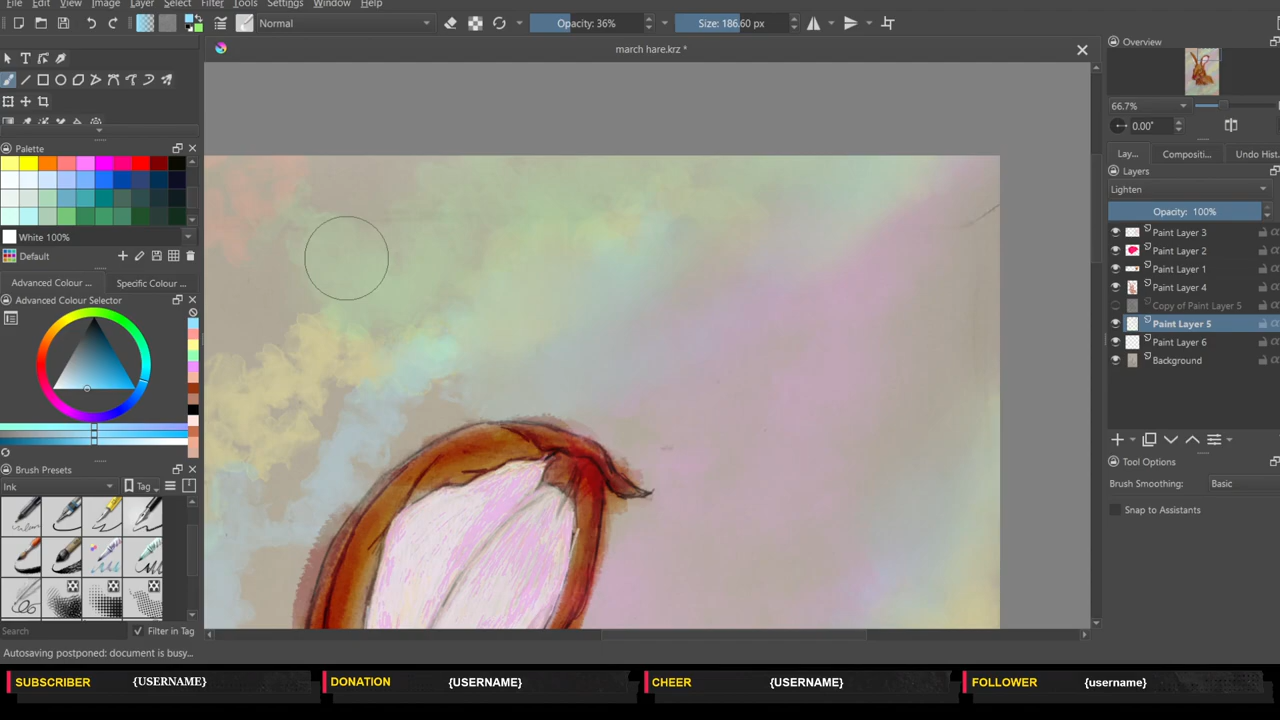 File Edit View Image Layer Select Filter Tools Settings Window Help
Normal
Opacity: 36%
Size: 186.60 px
march hare.krz *
Overview
66.7%
0.00°
Palette
White 100%
Default
Advanced Colour ...
Specific Colour ...
Advanced Colour Selector
Brush Presets
Ink
Tag
Search
Filter in Tag
Autosaving postponed: document is busy...
Lay...
Compositi...
Undo Hist
Layers
Lighten
Opacity: 100%
Paint Layer 3
Paint Layer 2
Paint Layer 1
Paint Layer 4
Copy of Paint Layer 5
Paint Layer 5
Paint Layer 6
Background
Tool Options
Brush Smoothing:
Basic
Snap to Assistants
SUBSCRIBER {USERNAME}
DONATION {USERNAME}
CHEER {USERNAME}
FOLLOWER {username}